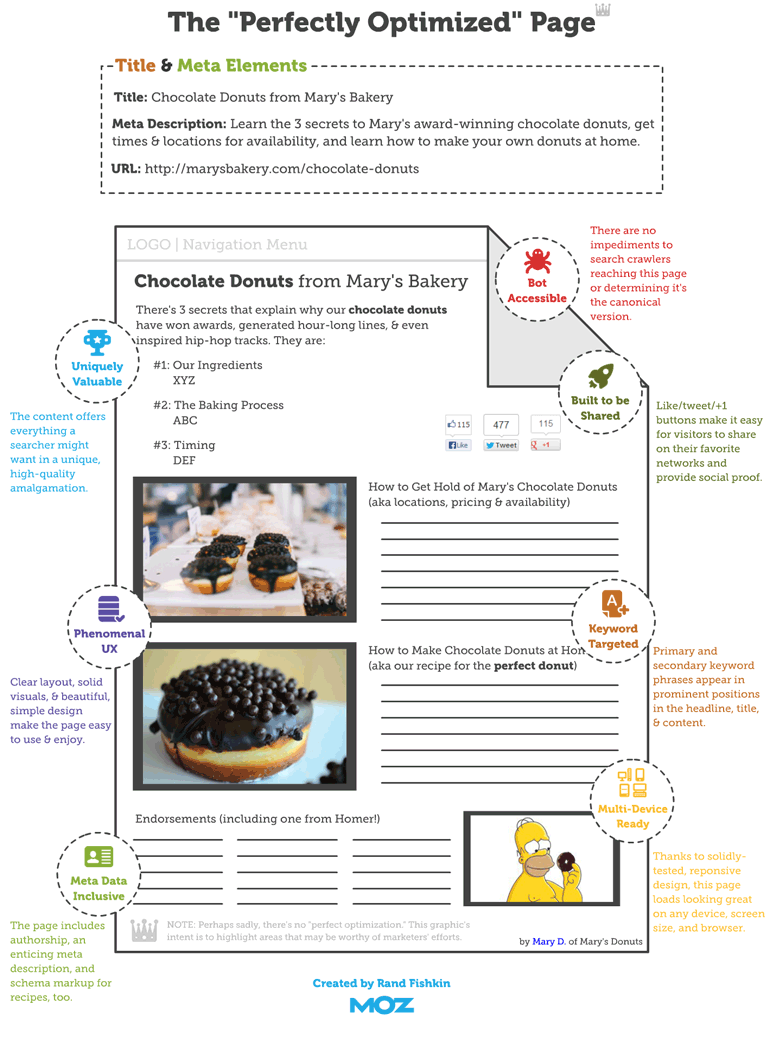 The "Perfectly Optimized" Page
Title & Meta Elements
Title: Chocolate Donuts from Mary's Bakery
Meta Description: Learn the 3 secrets to Mary's award-winning chocolate donuts, get
times & locations for availability, and learn how to make your own donuts at home.
URL: http://marysbakery.com/chocolate-donuts
LOGO | Navigation Menu
Chocolate Donuts from Mary's Bakery
There's 3 secrets that explain why our chocolate donuts
have won awards, generated hour-long lines, & even
inspired hip-hop tracks. They are:
#1: Our Ingredients
XYZ
#2: The Baking Process
ABC
#3: Timing
DEF
Bot
Accessible
There are no
impediments to
search crawlers
reaching this page
or determining it's
the canonical
version.
Uniquely
Valuable
The content offers
everything a
searcher might
want in a unique,
high-quality
amalgamation.
Built to be
Shared
Like/tweet/+1
buttons make it easy
for visitors to share
on their favorite
networks and
provide social proof.
115
477
115
Like
Tweet
+1
How to Get Hold of Mary's Chocolate Donuts
(aka locations, pricing & availability)
Phenomenal
UX
Clear layout, solid
visuals, & beautiful,
simple design
make the page easy
to use & enjoy.
Keyword
Targeted
Primary and
secondary keyword
phrases appear in
prominent positions
in the headline, title,
& content.
How to Make Chocolate Donuts at Hom
(aka our recipe for the perfect donut)
Multi-Device
Ready
Thanks to solidly-
tested, reponsive
design, this page
loads looking great
on any device, screen
size, and browser.
Endorsements (including one from Homer!)
Meta Data
Inclusive
The page includes
authorship, an
enticing meta
description, and
schema markup for
recipes, too.
NOTE: Perhaps sadly, there's no "perfect optimization." This graphic's
intent is to highlight areas that may be worthy of marketers' efforts.
by Mary D. of Mary's Donuts
Created by Rand Fishkin
MOZ